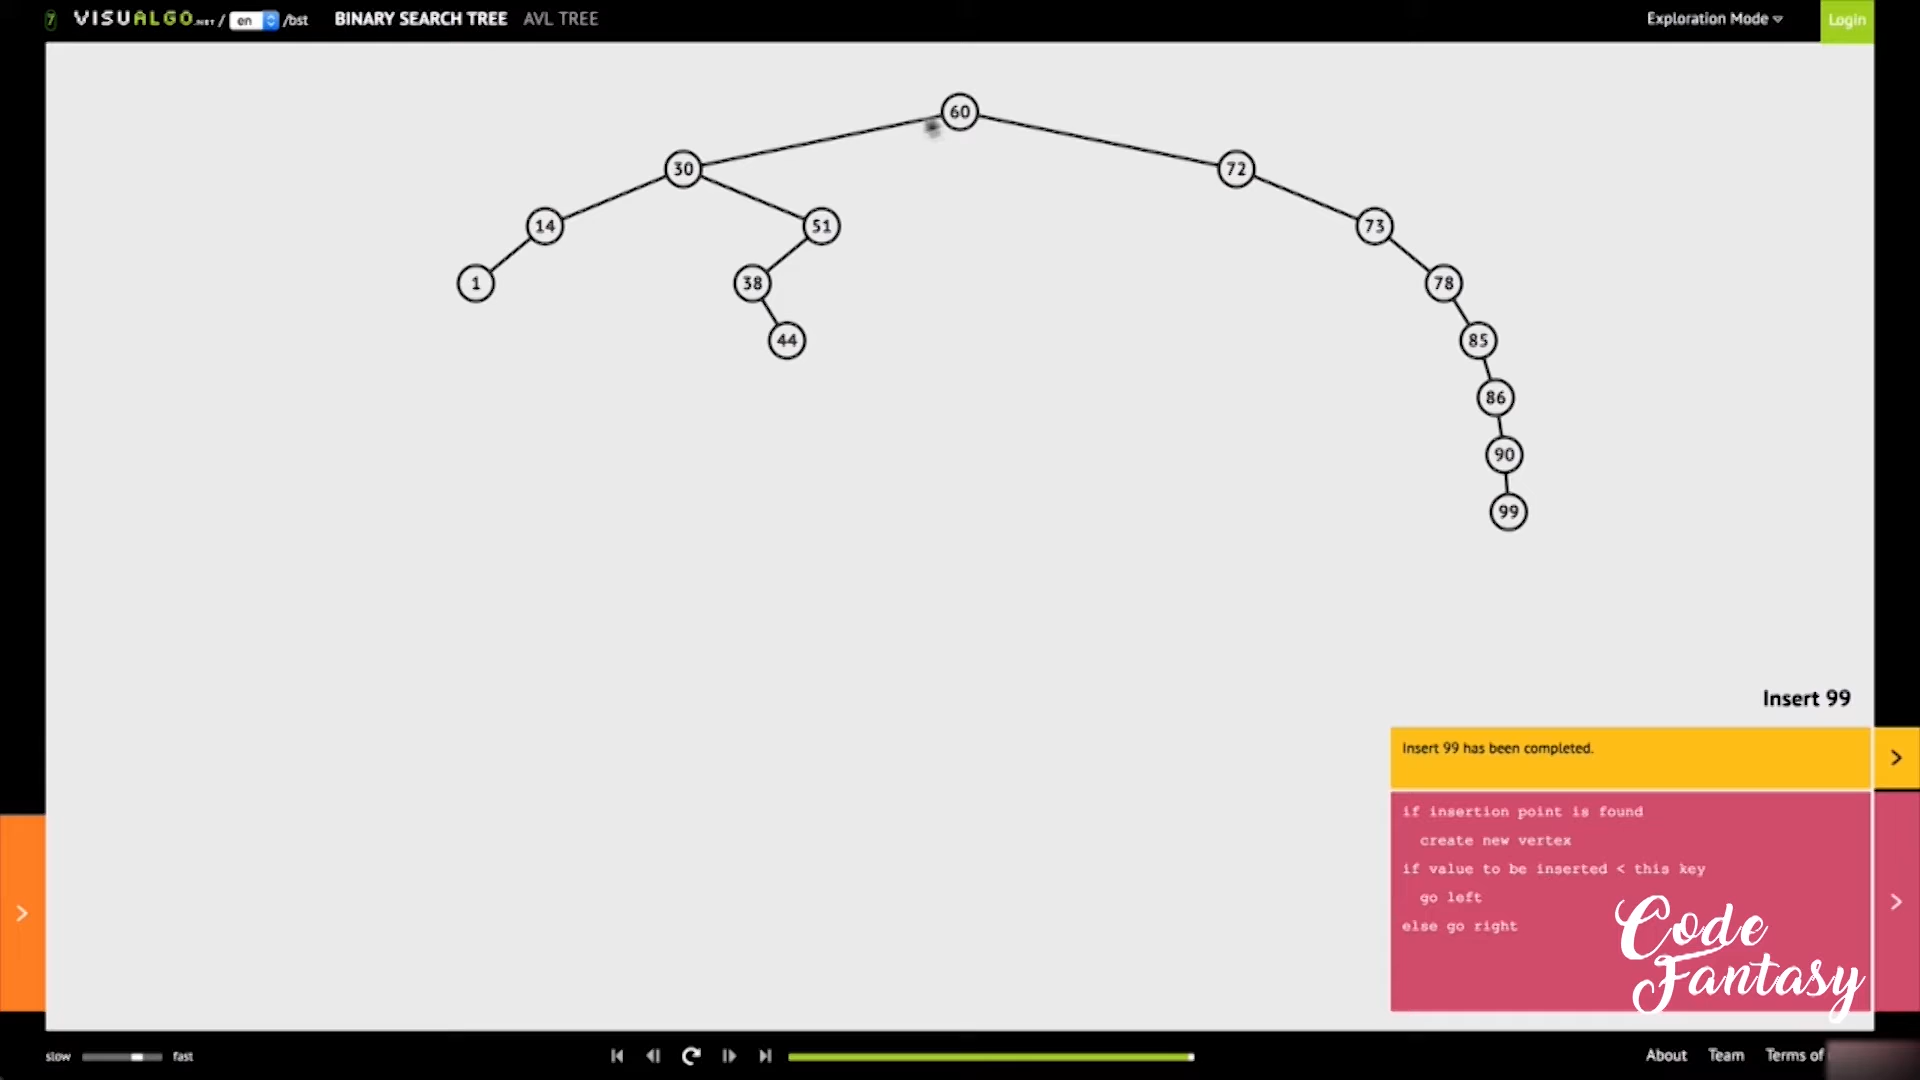 7 VISUALGO.NET / en /bst BINARY SEARCH TREE AVL TREE Exploration Mode Login
60
30 72
14 51 73
1 38 78
44 85
86
90
99
Insert 99
Insert 99 has been completed.
if insertion point is found
create new vertex
if value to be inserted < this key
go left
else go right
Code
Fantasy
slow fast About Team Terms of